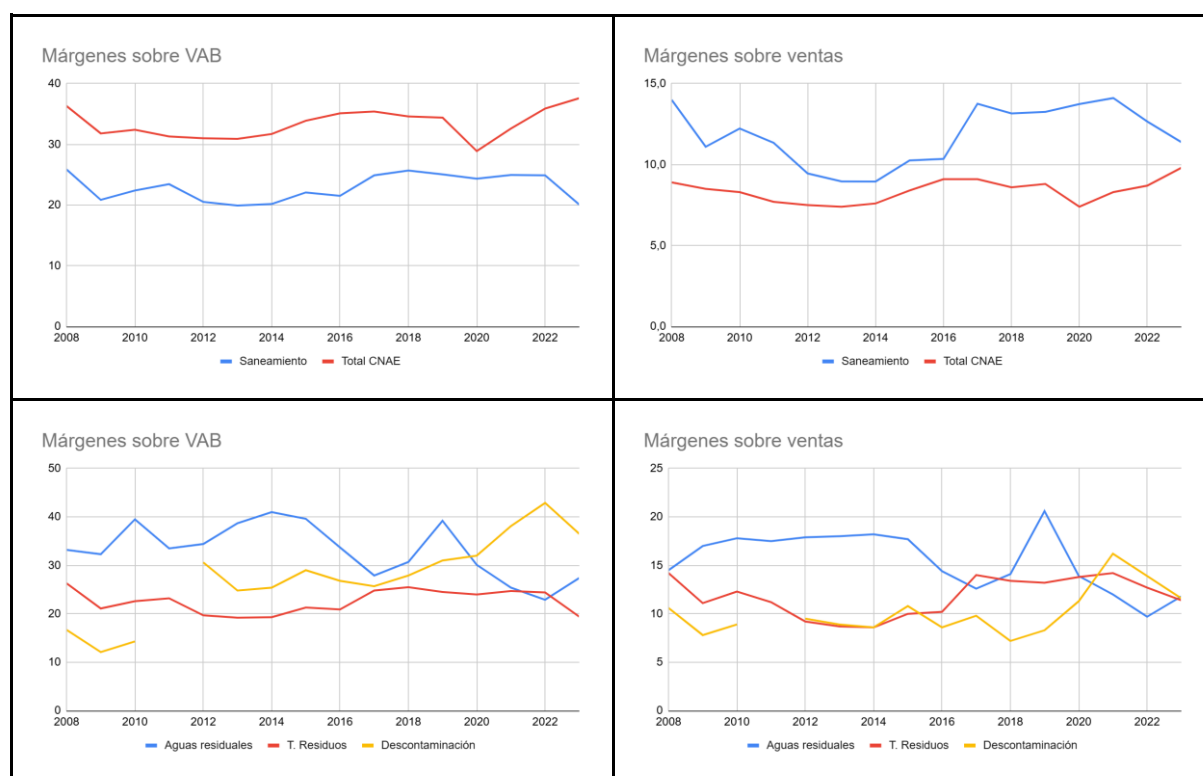 Márgenes sobre VAB
40
30
20
10
0
2008 2010 2012 2014 2016 2018 2020 2022
Saneamiento Total CNAE
Márgenes sobre ventas
15,0
10,0
5,0
0,0
2008 2010 2012 2014 2016 2018 2020 2022
Saneamiento Total CNAE
Márgenes sobre VAB
50
40
30
20
10
0
2008 2010 2012 2014 2016 2018 2020 2022
Aguas residuales T. Residuos Descontaminación
Márgenes sobre ventas
25
20
15
10
5
0
2008 2010 2012 2014 2016 2018 2020 2022
Aguas residuales T. Residuos Descontaminación